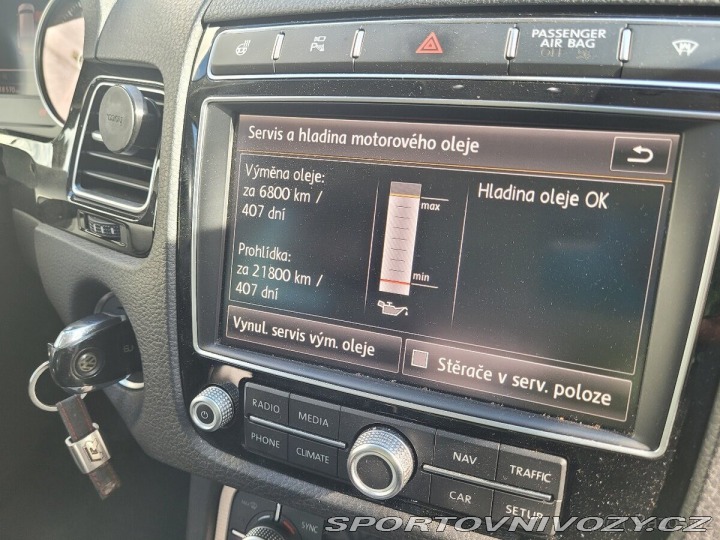 PASSENGER
AIR BAG
OFF
Servis a hladina motorového oleje
Výměna oleje:
za 6800 km /
407 dní
Prohlídka:
za 21800 km /
407 dní
max
min
Hladina oleje OK
Vynul. servis vým. oleje
Stěrače v serv. poloze
RADIO
MEDIA
PHONE
CLIMATE
NAV
TRAFFIC
CAR
SETUP
SYNC
SPORTOVNIVOZY.CZ